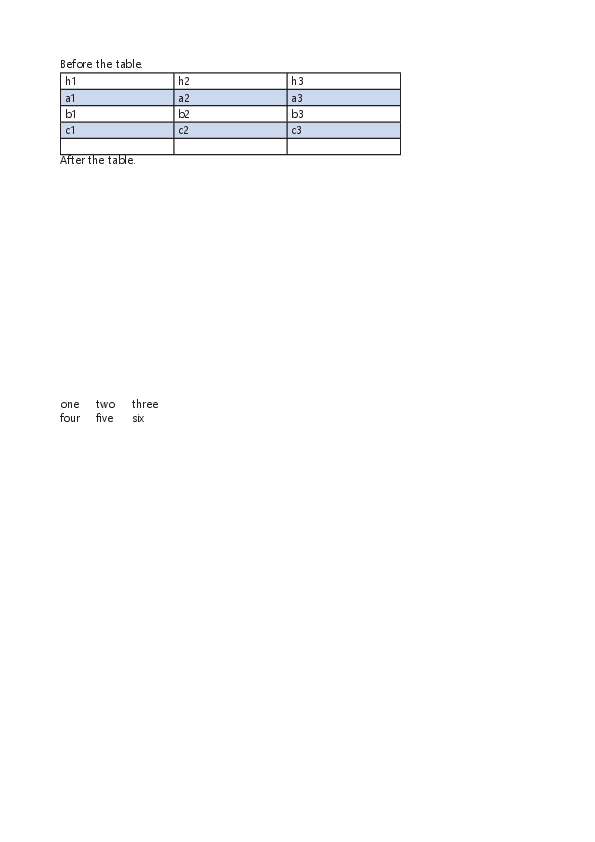 Before the table.
h1 h2 h3
a1 a2 a3
b1 b2 b3
c1 c2 c3
After the table.
one two three
four five six